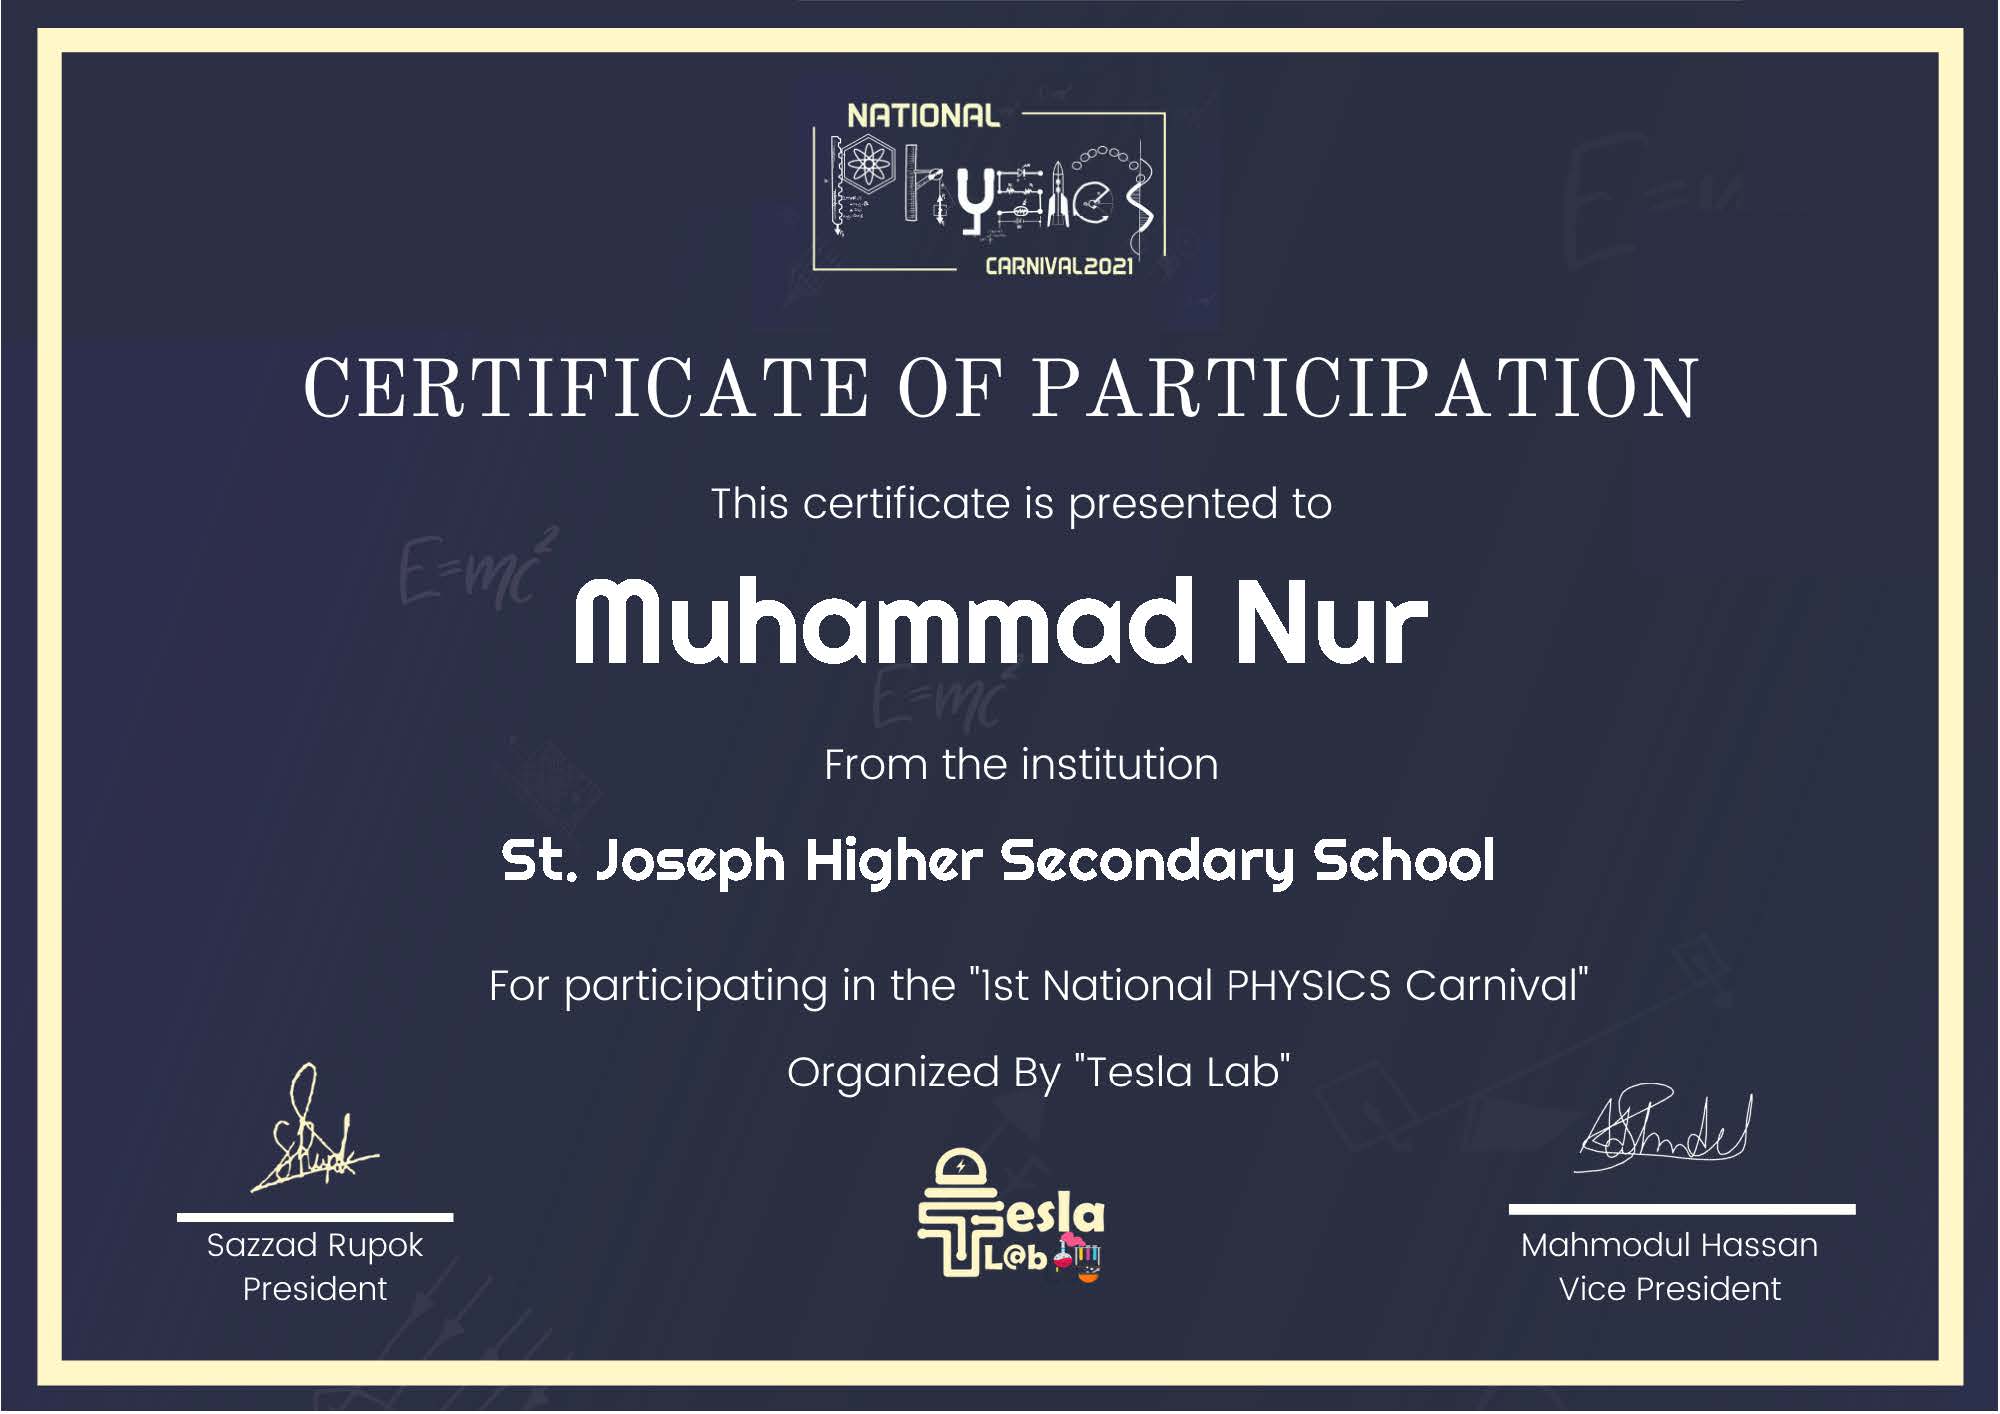 NATIONAL
Physics
CARNIVAL2021
CERTIFICATE OF PARTICIPATION
This certificate is presented to
E=mc²
Muhammad Nur
E=mc²
From the institution
St. Joseph Higher Secondary School
For participating in the "1st National PHYSICS Carnival"
Organized By "Tesla Lab"
Tesla
L@b
Sazzad Rupok
President
Mahmodul Hassan
Vice President